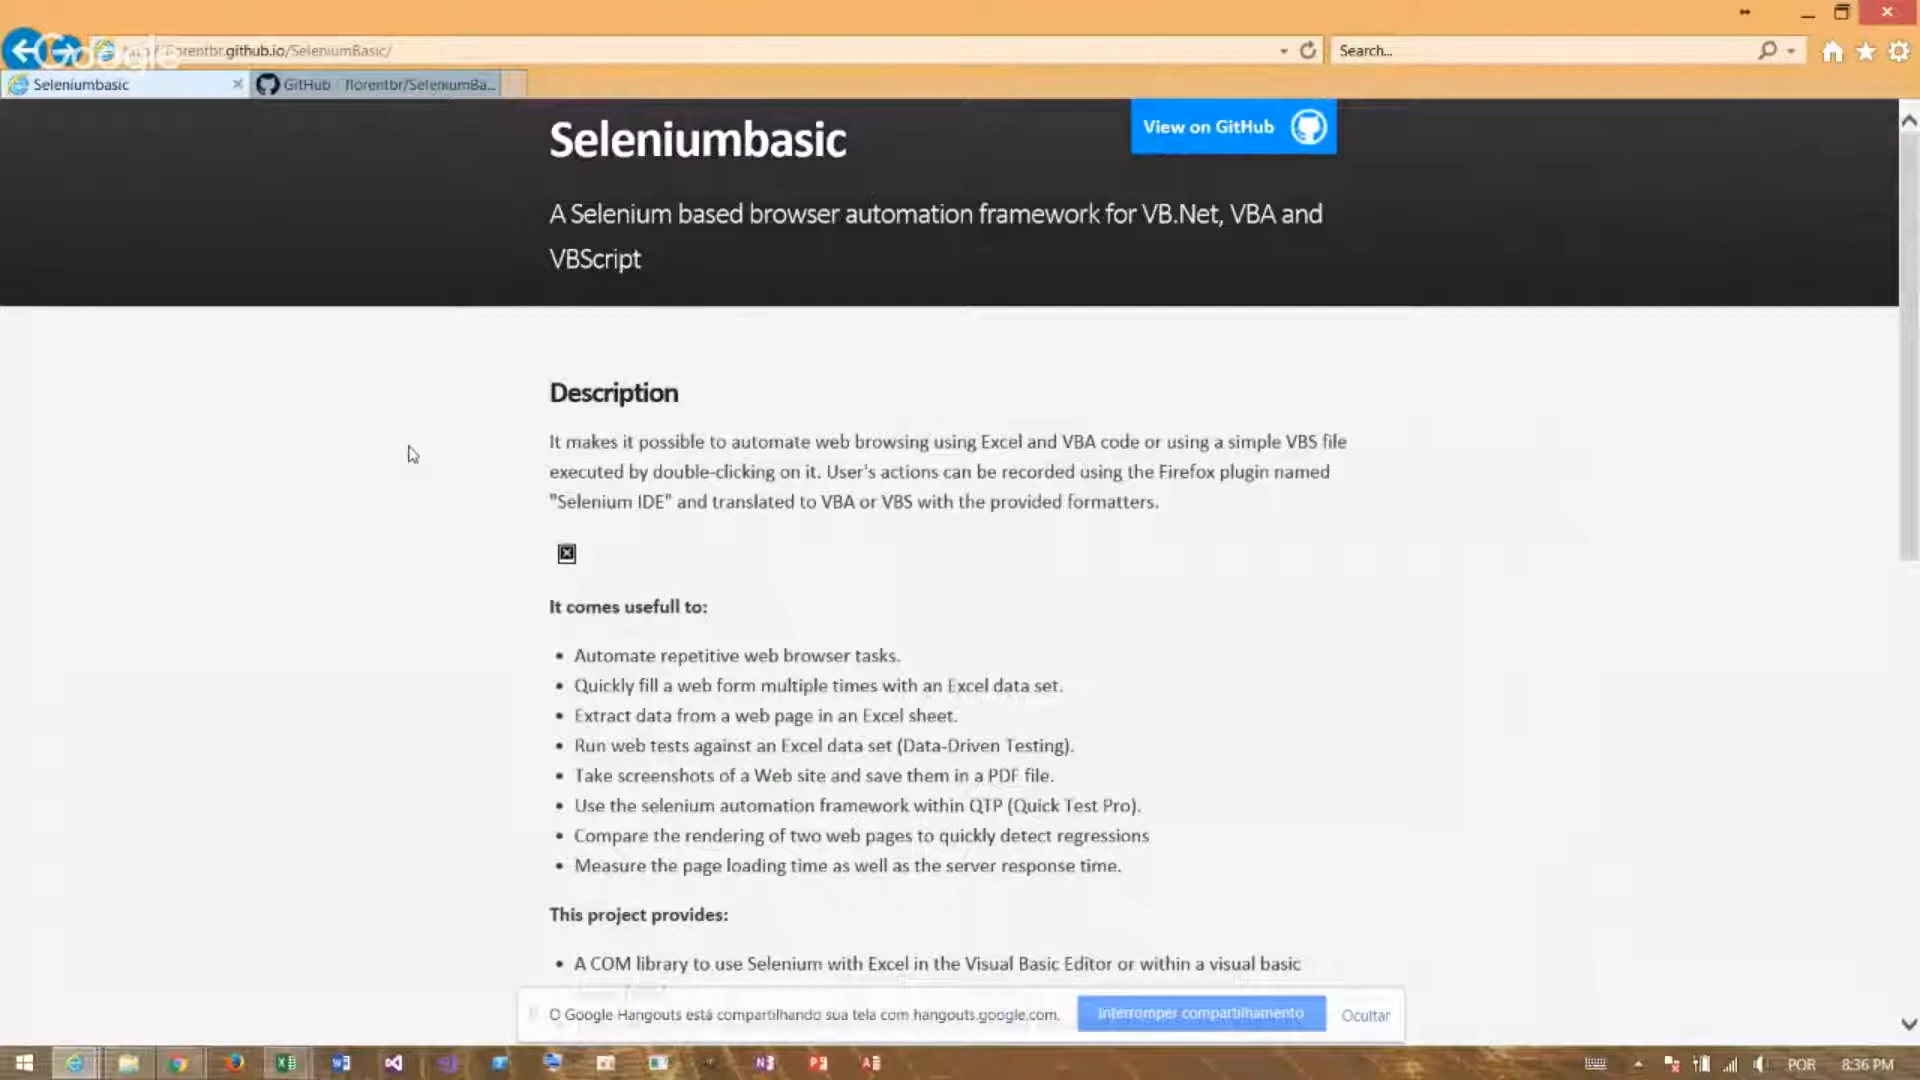 Google
florentbr.github.io/SeleniumBasic/
Search...
Seleniumbasic
GitHub - florentbr/SeleniumBa...
Seleniumbasic
View on GitHub
A Selenium based browser automation framework for VB.Net, VBA and
VBScript
Description
It makes it possible to automate web browsing using Excel and VBA code or using a simple VBS file
executed by double-clicking on it. User's actions can be recorded using the Firefox plugin named
"Selenium IDE" and translated to VBA or VBS with the provided formatters.
It comes usefull to:
• Automate repetitive web browser tasks.
• Quickly fill a web form multiple times with an Excel data set.
• Extract data from a web page in an Excel sheet.
• Run web tests against an Excel data set (Data-Driven Testing).
• Take screenshots of a Web site and save them in a PDF file.
• Use the selenium automation framework within QTP (Quick Test Pro).
• Compare the rendering of two web pages to quickly detect regressions
• Measure the page loading time as well as the server response time.
This project provides:
• A COM library to use Selenium with Excel in the Visual Basic Editor or within a visual basic
O Google Hangouts está compartilhando sua tela com hangouts.google.com.
Interromper compartilhamento
Ocultar
POR
8:36 PM